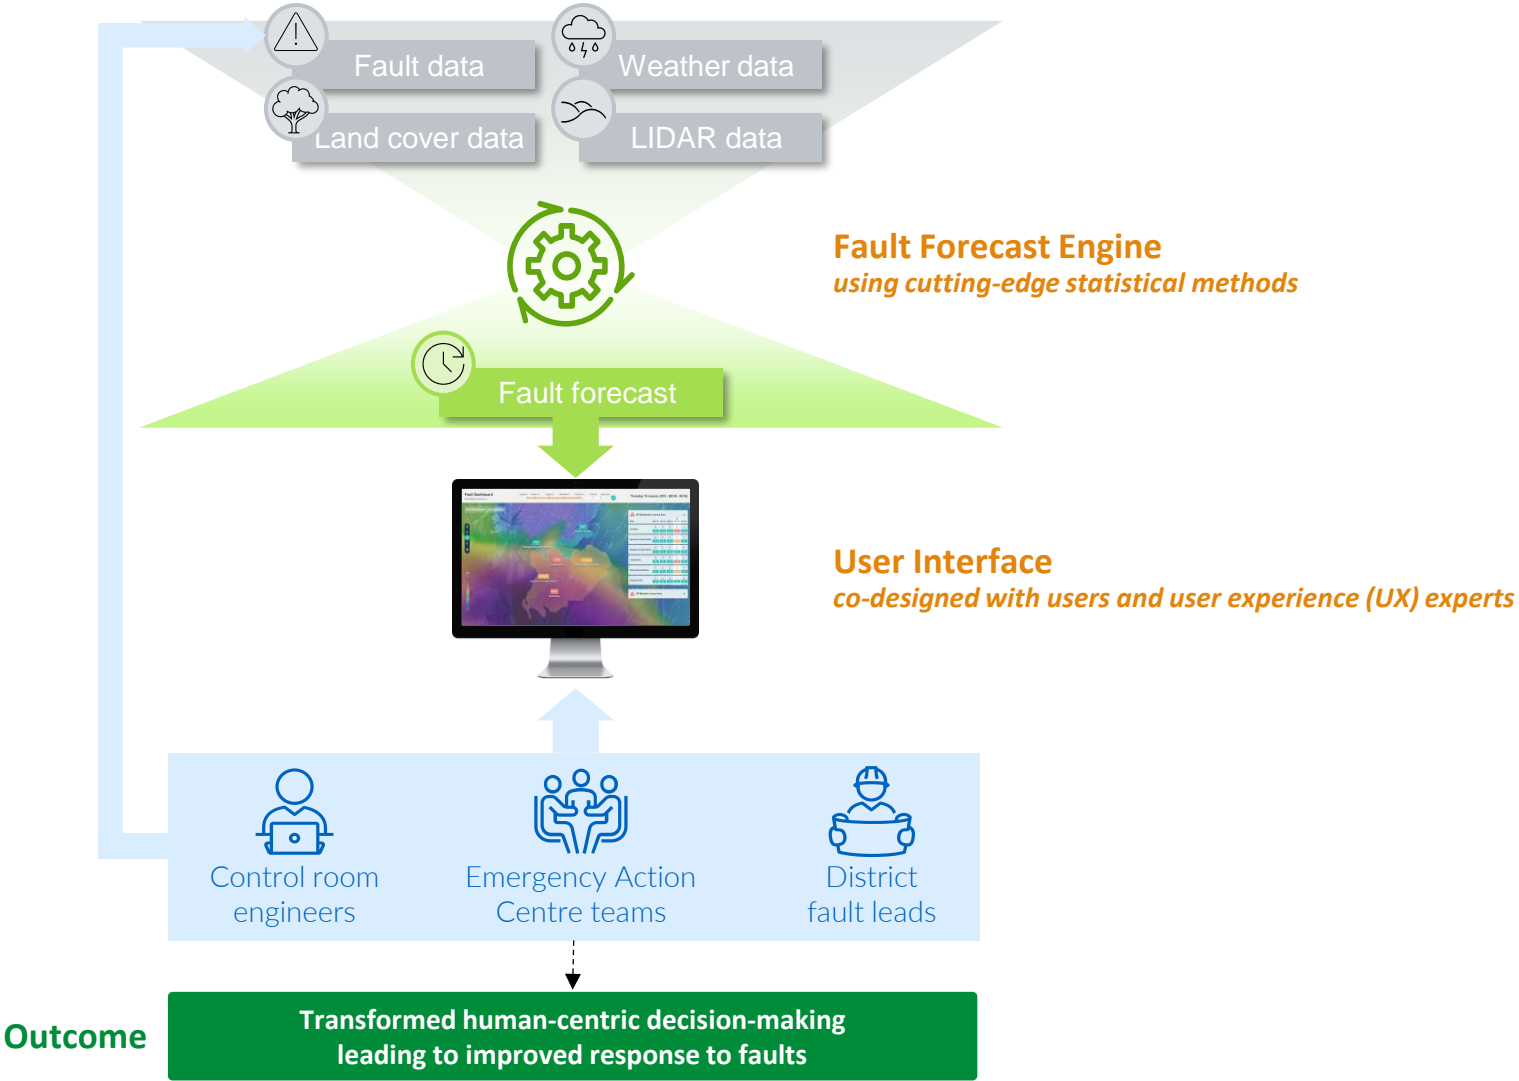 Fault data
Weather data
Land cover data
LIDAR data
Fault Forecast Engine
using cutting-edge statistical methods
Fault forecast
Fault Dashboard
User Interface
co-designed with users and user experience (UX) experts
Control room
engineers
Emergency Action
Centre teams
District
fault leads
Outcome
Transformed human-centric decision-making
leading to improved response to faults